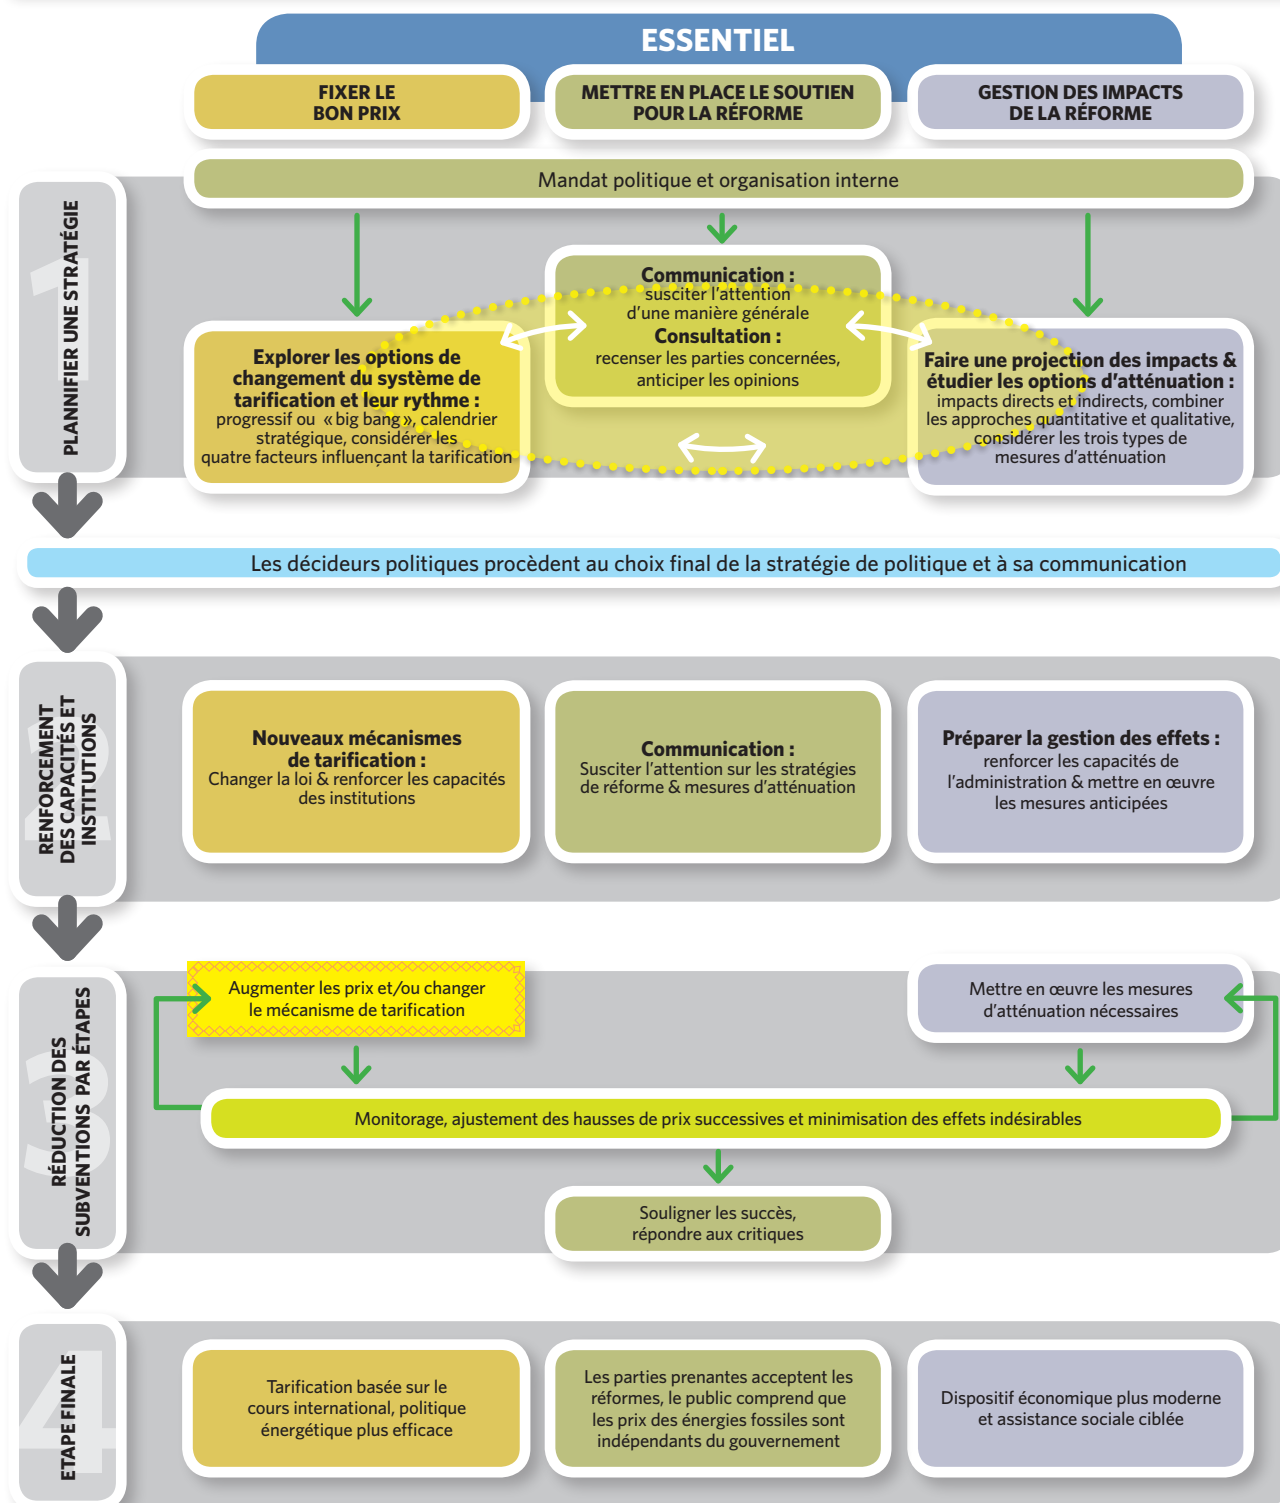 ESSENTIEL
FIXER LE
BON PRIX
METTRE EN PLACE LE SOUTIEN
POUR LA RÉFORME
GESTION DES IMPACTS
DE LA RÉFORME
1
PLANNIFIER UNE STRATÉGIE
Mandat politique et organisation interne
Explorer les options de
changement du système de
tarification et leur rythme :
progressif ou «big bang», calendrier
stratégique, considérer les
quatre facteurs influençant la tarification
Communication :
susciter l'attention
d'une manière générale
Consultation :
recenser les parties concernées,
anticiper les opinions
Faire une projection des impacts &
étudier les options d'atténuation :
impacts directs et indirects, combiner
les approches quantitative et qualitative,
considérer les trois types de
mesures d'atténuation
Les décideurs politiques procèdent au choix final de la stratégie de politique et à sa communication
2
RENFORCEMENT
DES CAPACITÉS ET
INSTITUTIONS
Nouveaux mécanismes
de tarification :
Changer la loi & renforcer les capacités
des institutions
Communication :
Susciter l'attention sur les stratégies
de réforme & mesures d'atténuation
Préparer la gestion des effets :
renforcer les capacités de
l'administration & mettre en œuvre
les mesures anticipées
3
RÉDUCTION DES
SUBVENTIONS PAR ÉTAPES
Augmenter les prix et/ou changer
le mécanisme de tarification
Mettre en œuvre les mesures
d'atténuation nécessaires
Monitorage, ajustement des hausses de prix successives et minimisation des effets indésirables
Souligner les succès,
répondre aux critiques
4
ETAPE FINALE
Tarification basée sur le
cours international, politique
énergétique plus efficace
Les parties prenantes acceptent les
réformes, le public comprend que
les prix des énergies fossiles sont
indépendants du gouvernement
Dispositif économique plus moderne
et assistance sociale ciblée